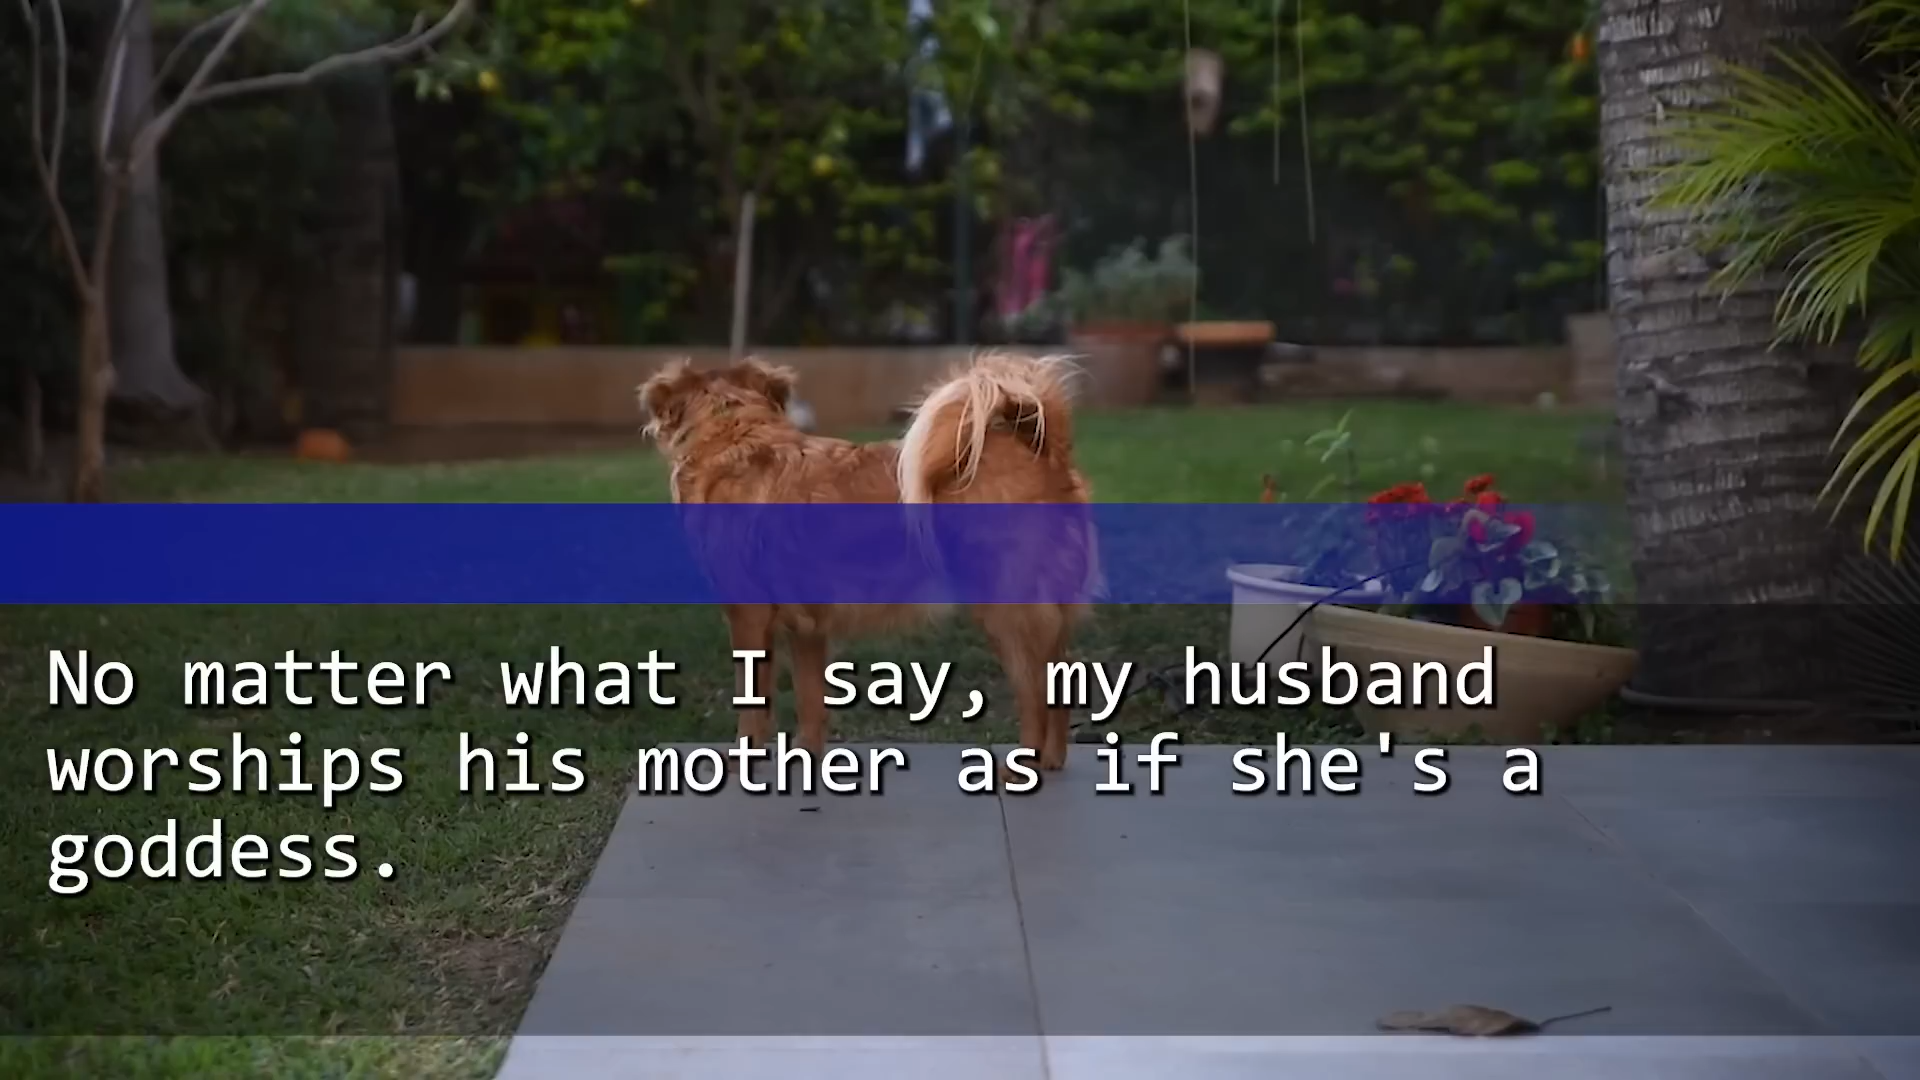 No matter what I say, my husband
worships his mother as if she's a
goddess.